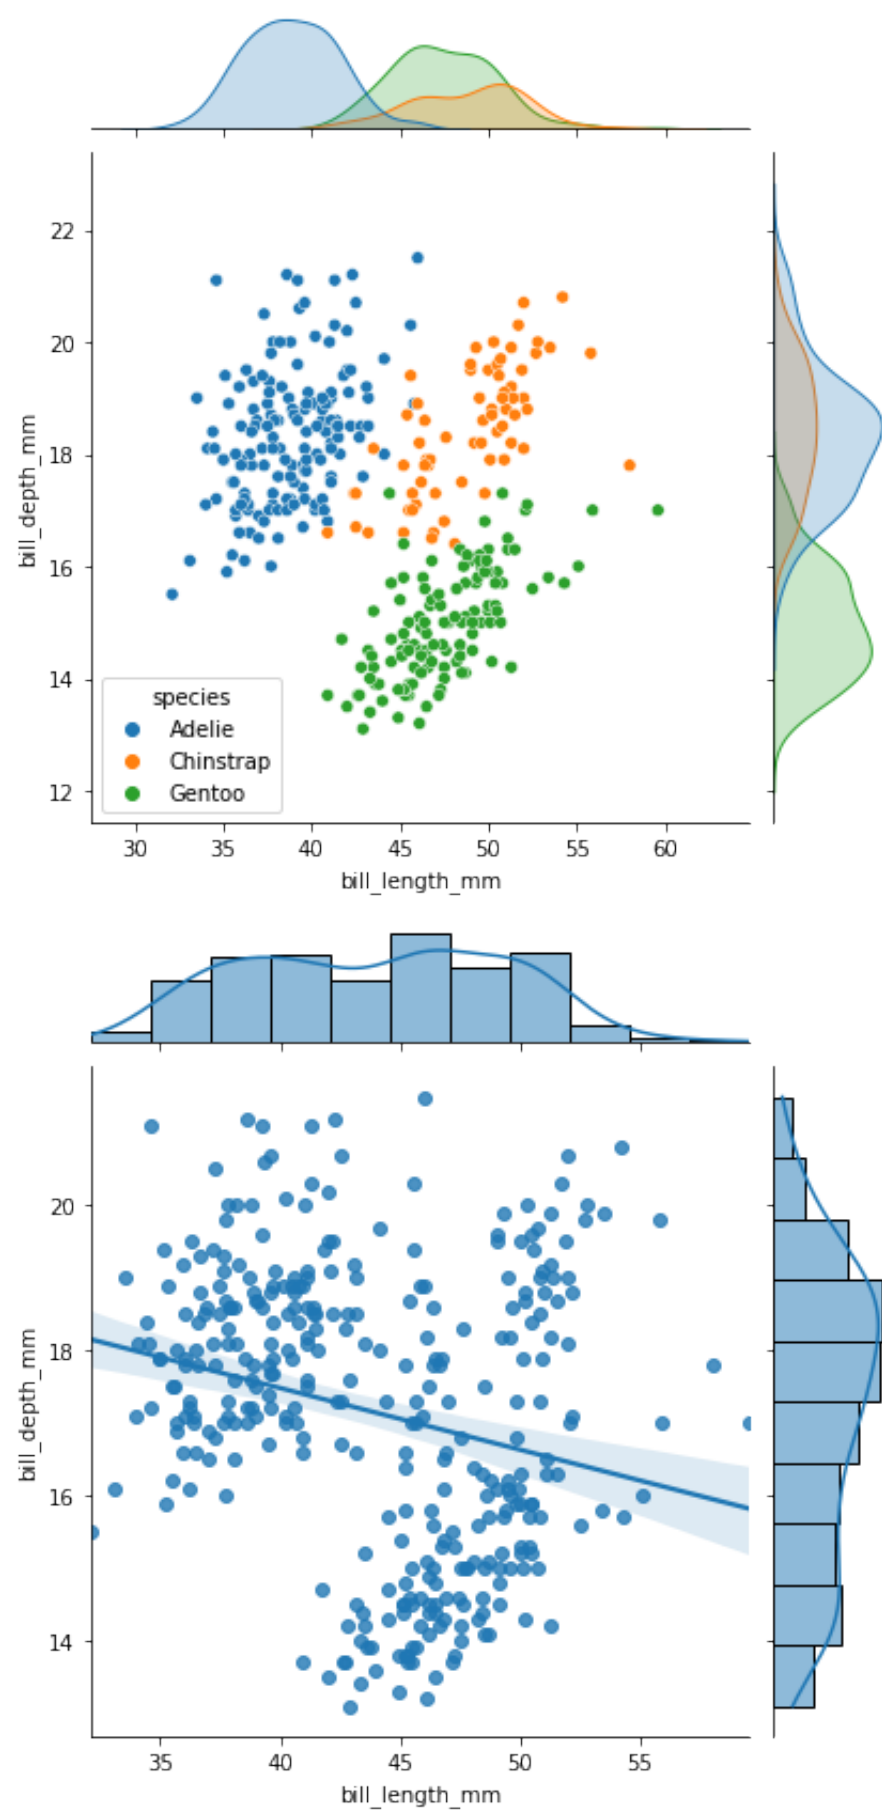 22
20
18
16
14
12
bill_depth_mm
species
Adelie
Chinstrap
Gentoo
30 35 40 45 50 55 60
bill_length_mm
20
18
16
14
bill_depth_mm
35 40 45 50 55
bill_length_mm